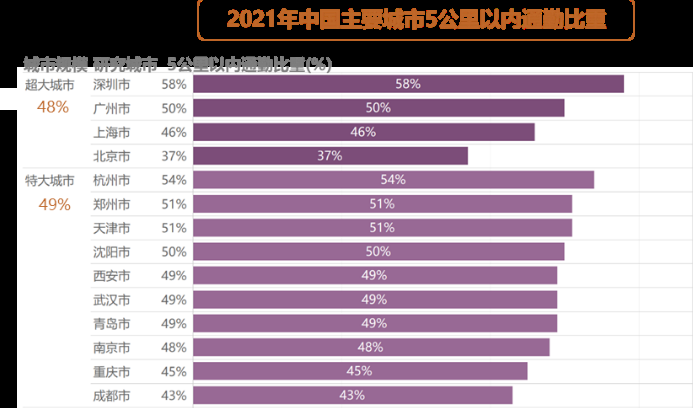 2021年中国主要城市5公里以内通勤比量
城市规模 研究城市 5公里以内通勤比量(%)
超大城市 深圳市 58% 58%
48% 广州市 50% 50%
上海市 46% 46%
北京市 37% 37%
特大城市 杭州市 54% 54%
49% 郑州市 51% 51%
天津市 51% 51%
沈阳市 50% 50%
西安市 49% 49%
武汉市 49% 49%
青岛市 49% 49%
南京市 48% 48%
重庆市 45% 45%
成都市 43% 43%